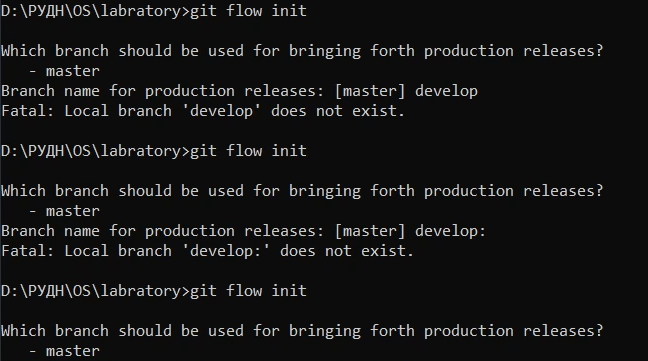 D:\РУДН\OS\labratory>git flow init
Which branch should be used for bringing forth production releases?
- master
Branch name for production releases: [master] develop
Fatal: Local branch 'develop' does not exist.
D:\РУДН\OS\labratory>git flow init
Which branch should be used for bringing forth production releases?
- master
Branch name for production releases: [master] develop:
Fatal: Local branch 'develop:' does not exist.
D:\РУДН\OS\labratory>git flow init
Which branch should be used for bringing forth production releases?
- master